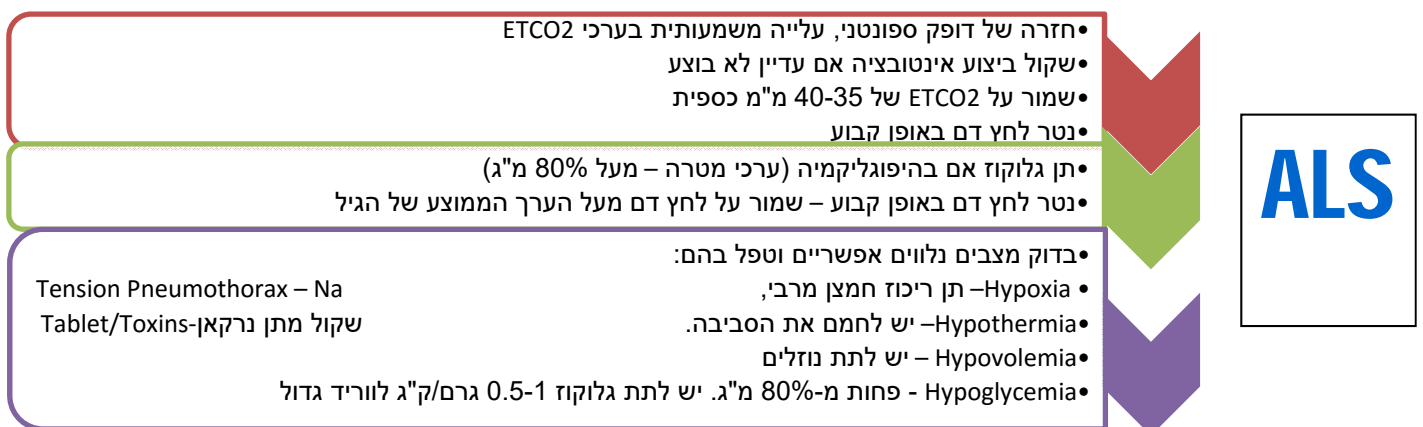 •חזרה של דופק ספונטני, עלייה משמעותית בערכי ETCO2
•שקול ביצוע אינטובציה אם עדיין לא בוצע
•שמור על ETCO2 של 40-35 מ"מ כספית
•נטר לחץ דם באופן קבוע
•תן גלוקוז אם בהיפוגליקמיה (ערכי מטרה – מעל 80% מ"ג)
•נטר לחץ דם באופן קבוע – שמור על לחץ דם מעל הערך הממוצע של הגיל
ALS
•בדוק מצבים נלווים אפשריים וטפל בהם:
• Hypoxia– תן ריכוז חמצן מרבי, Tension Pneumothorax – Na
•Hypothermia– יש לחמם את הסביבה. Tablet/Toxins-שקול מתן נרקאן
•Hypovolemia – יש לתת נוזלים
•Hypoglycemia - פחות מ-80% מ"ג. יש לתת גלוקוז 0.5-1 גרם/ק"ג לווריד גדול